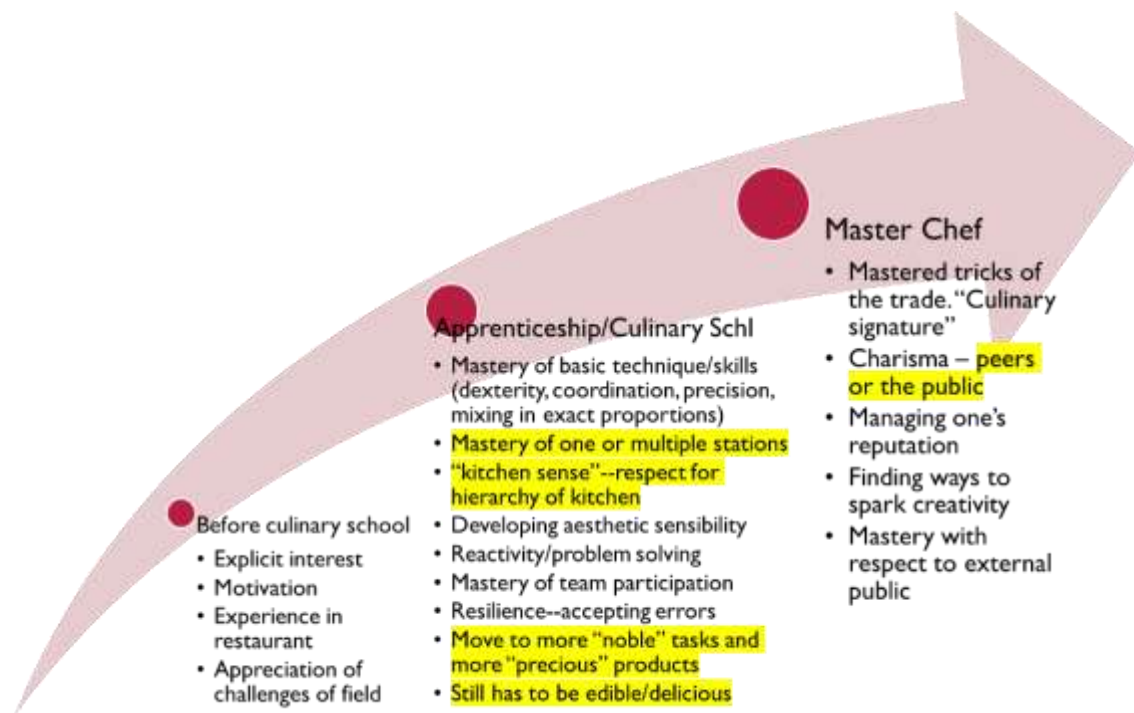 Before culinary school
• Explicit interest
• Motivation
• Experience in
restaurant
• Appreciation of
challenges of field
Apprenticeship/Culinary Schl
• Mastery of basic technique/skills
(dexterity, coordination, precision,
mixing in exact proportions)
• Mastery of one or multiple stations
• “kitchen sense”--respect for
hierarchy of kitchen
• Developing aesthetic sensibility
• Reactivity/problem solving
• Mastery of team participation
• Resilience--accepting errors
• Move to more “noble” tasks and
more “precious” products
• Still has to be edible/delicious
Master Chef
• Mastered tricks of
the trade. “Culinary
signature”
• Charisma – peers
or the public
• Managing one’s
reputation
• Finding ways to
spark creativity
• Mastery with
respect to external
public